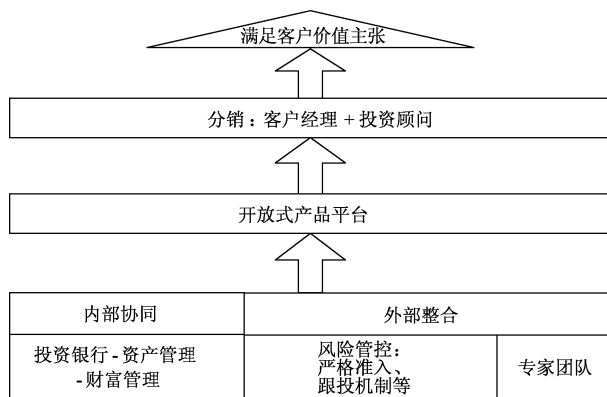 满足客户价值主张
分销：客户经理 + 投资顾问
开放式产品平台
内部协同
外部整合
投资银行 - 资产管理
- 财富管理
风险管控：
严格准入、
跟投机制等
专家团队